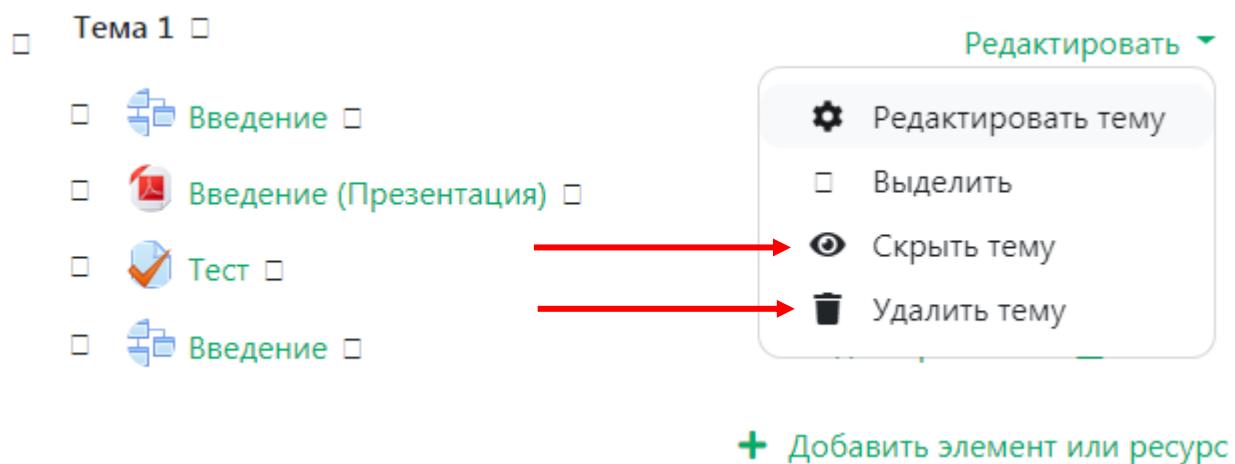 Тема 1
Редактировать
Введение
Редактировать тему
Введение (Презентация)
Выделить
Скрыть тему
Тест
Удалить тему
Введение
Добавить элемент или ресурс